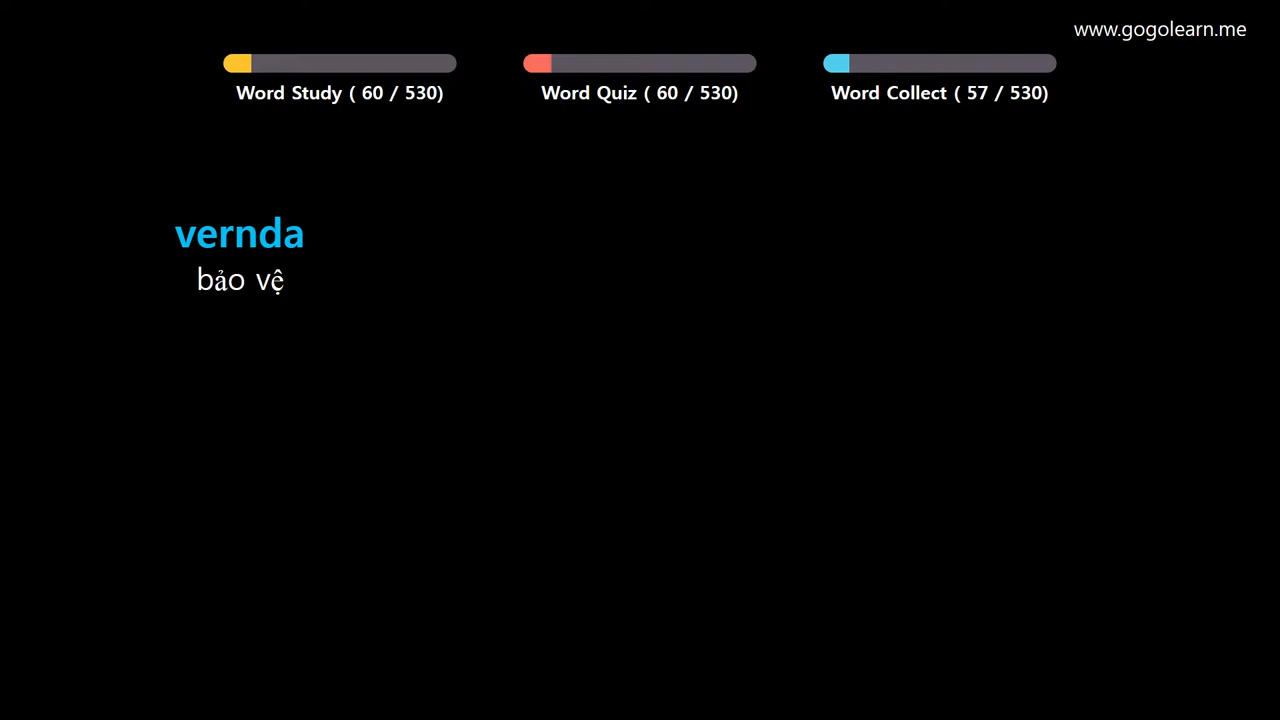 www.gogolearn.me
Word Study ( 60 / 530)
Word Quiz ( 60 / 530)
Word Collect ( 57 / 530)
vernda
bảo vệ